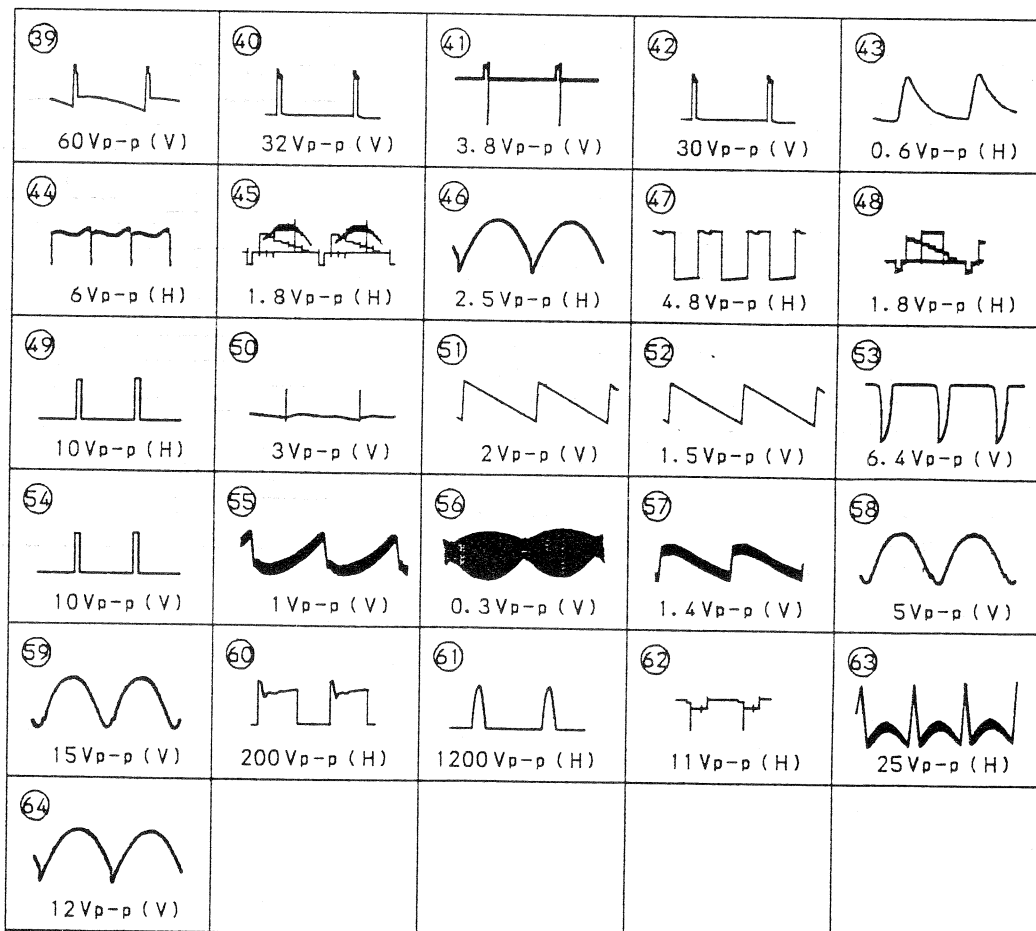 39
60Vp-p (V)
40
32Vp-p (V)
41
3.8Vp-p (V)
42
30Vp-p (V)
43
0.6Vp-p (H)
44
6Vp-p (H)
45
1.8Vp-p (H)
46
2.5Vp-p (H)
47
4.8Vp-p (H)
48
1.8Vp-p (H)
49
10Vp-p (H)
50
3Vp-p (V)
51
2Vp-p (V)
52
1.5Vp-p (V)
53
6.4Vp-p (V)
54
10Vp-p (V)
55
1Vp-p (V)
56
0.3Vp-p (V)
57
1.4Vp-p (V)
58
5Vp-p (V)
59
15Vp-p (V)
60
200Vp-p (H)
61
1200Vp-p (H)
62
11Vp-p (H)
63
25Vp-p (H)
64
12Vp-p (V)